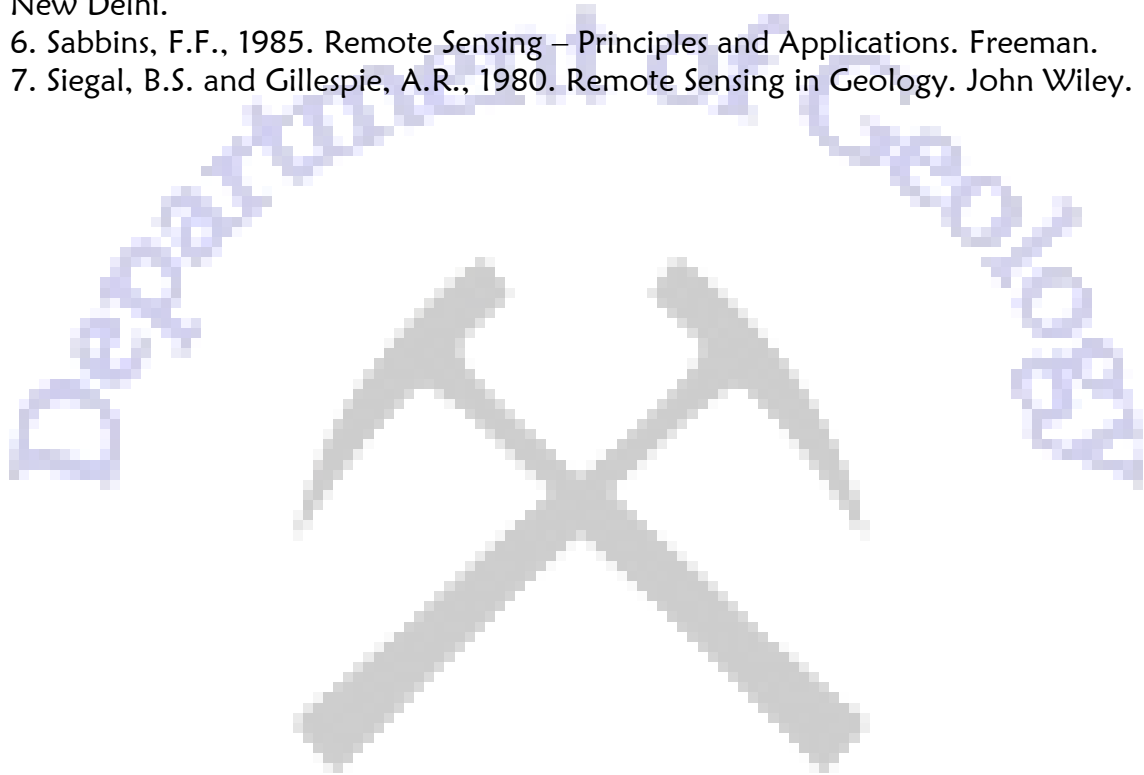 New Delhi.
6. Sabbins, F.F., 1985. Remote Sensing – Principles and Applications. Freeman.
7. Siegal, B.S. and Gillespie, A.R., 1980. Remote Sensing in Geology. John Wiley.
Department of Geology